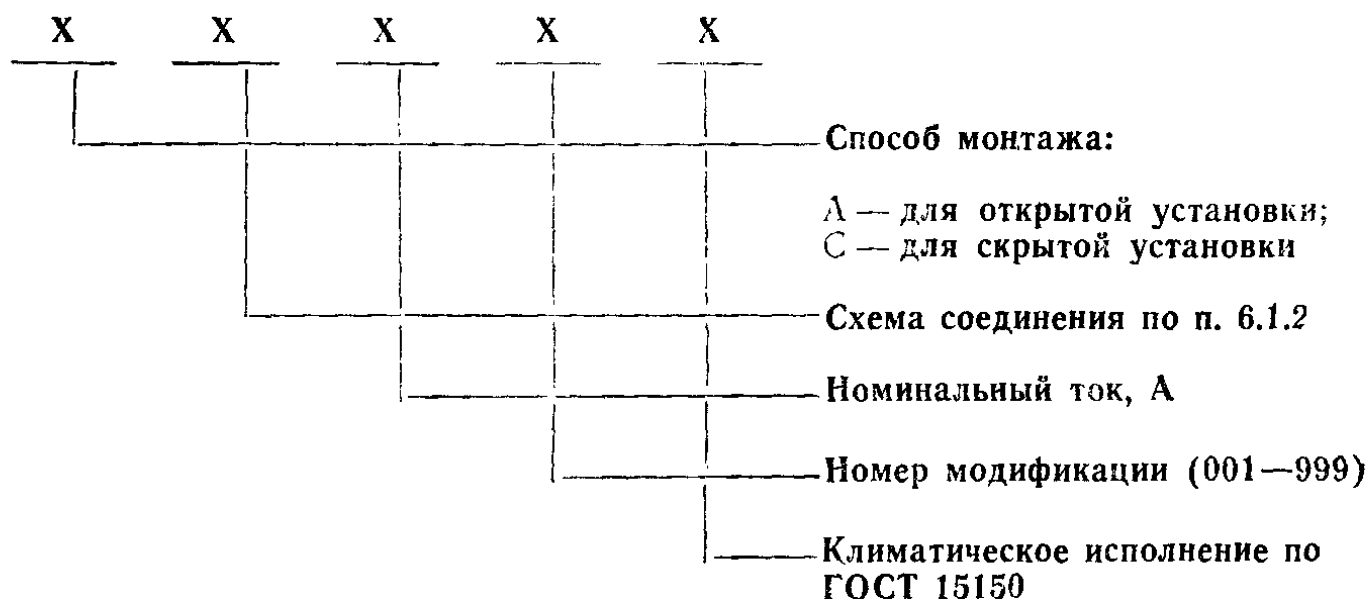 X X X X X
Способ монтажа:
А — для открытой установки;
С — для скрытой установки
Схема соединения по п. 6.1.2
Номинальный ток, А
Номер модификации (001—999)
Климатическое исполнение по
ГОСТ 15150